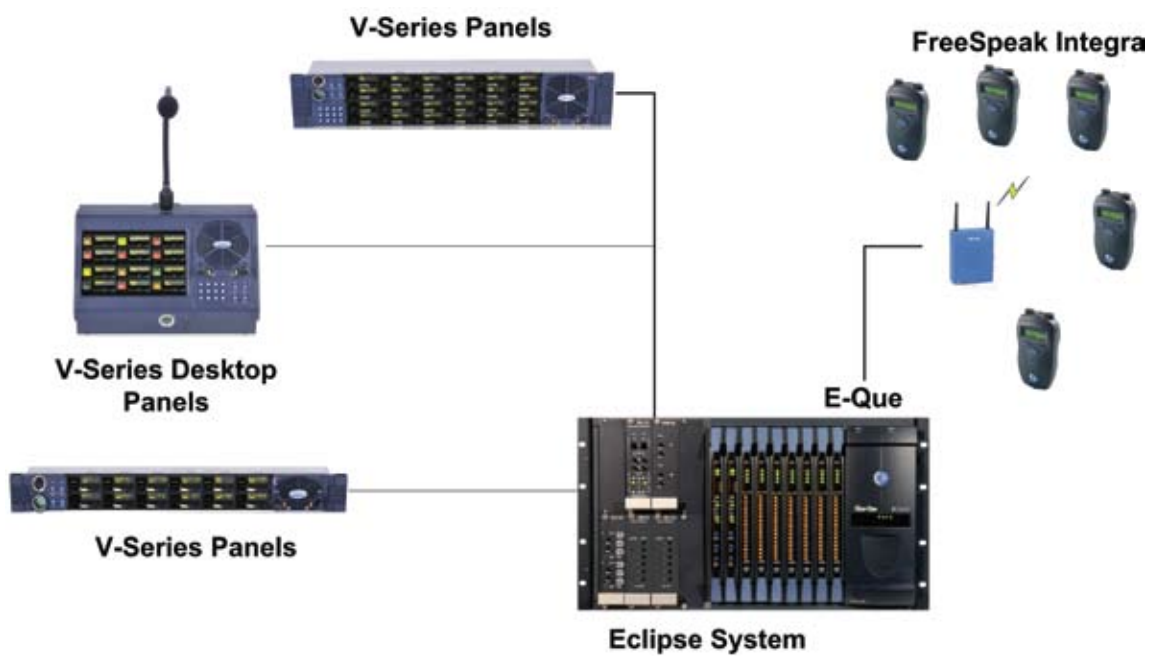 V-Series Panels
FreeSpeak Integra
V-Series Desktop
Panels
E-Que
V-Series Panels
Eclipse System